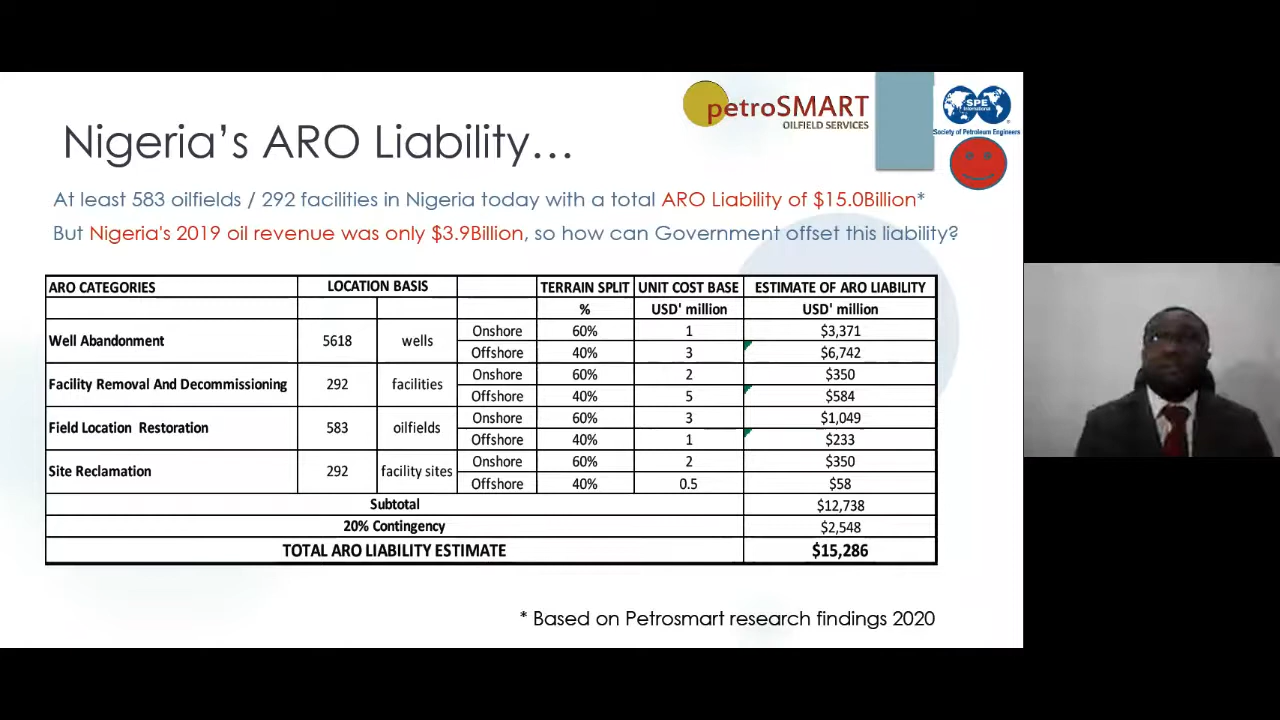 petroSMART
OILFIELD SERVICES
SPE
International
Society of Petroleum Engineers
Nigeria's ARO Liability...
At least 583 oilfields / 292 facilities in Nigeria today with a total ARO Liability of $15.0Billion*
But Nigeria's 2019 oil revenue was only $3.9Billion, so how can Government offset this liability?
ARO CATEGORIES LOCATION BASIS TERRAIN SPLIT UNIT COST BASE ESTIMATE OF ARO LIABILITY
% USD' million USD' million
Well Abandonment 5618 wells Onshore 60% 1 $3,371
Offshore 40% 3 $6,742
Facility Removal And Decommissioning 292 facilities Onshore 60% 2 $350
Offshore 40% 5 $584
Field Location Restoration 583 oilfields Onshore 60% 3 $1,049
Offshore 40% 1 $233
Site Reclamation 292 facility sites Onshore 60% 2 $350
Offshore 40% 0.5 $58
Subtotal $12,738
20% Contingency $2,548
TOTAL ARO LIABILITY ESTIMATE $15,286
* Based on Petrosmart research findings 2020